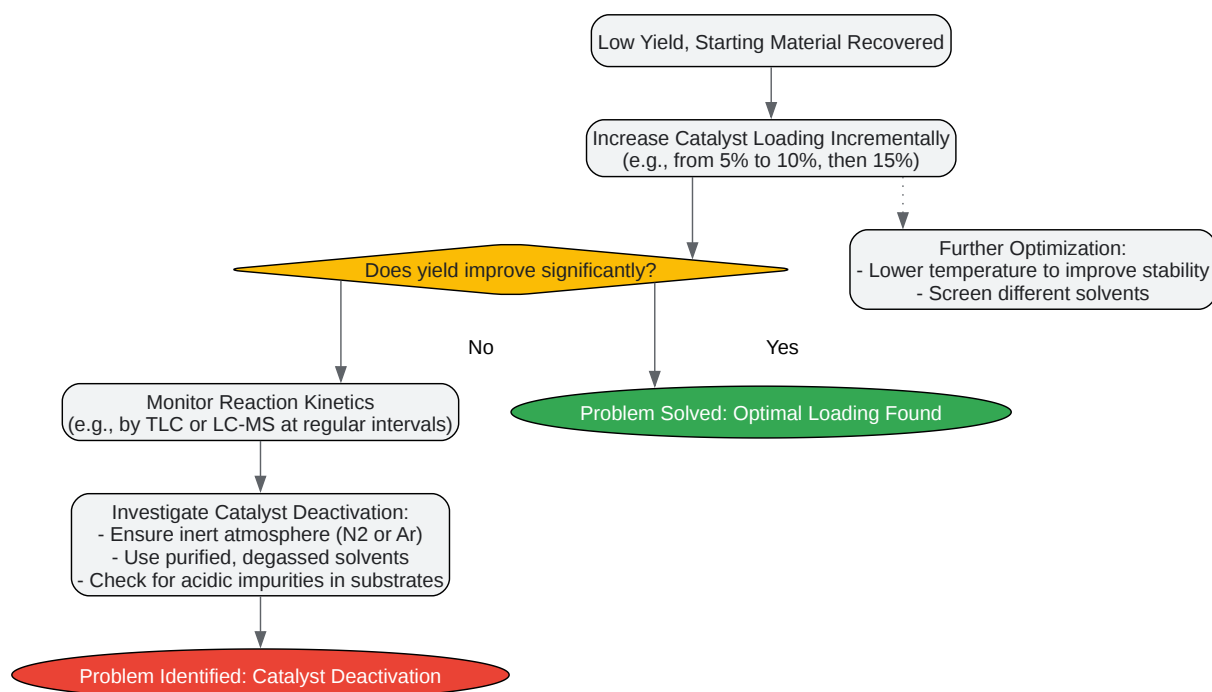 Low Yield, Starting Material Recovered
Increase Catalyst Loading Incrementally
(e.g., from 5% to 10%, then 15%)
Further Optimization:
- Lower temperature to improve stability
- Screen different solvents
Does yield improve significantly?
No
Yes
Monitor Reaction Kinetics
(e.g., by TLC or LC-MS at regular intervals)
Problem Solved: Optimal Loading Found
Investigate Catalyst Deactivation:
- Ensure inert atmosphere (N2 or Ar)
- Use purified, degassed solvents
- Check for acidic impurities in substrates
Problem Identified: Catalyst Deactivation